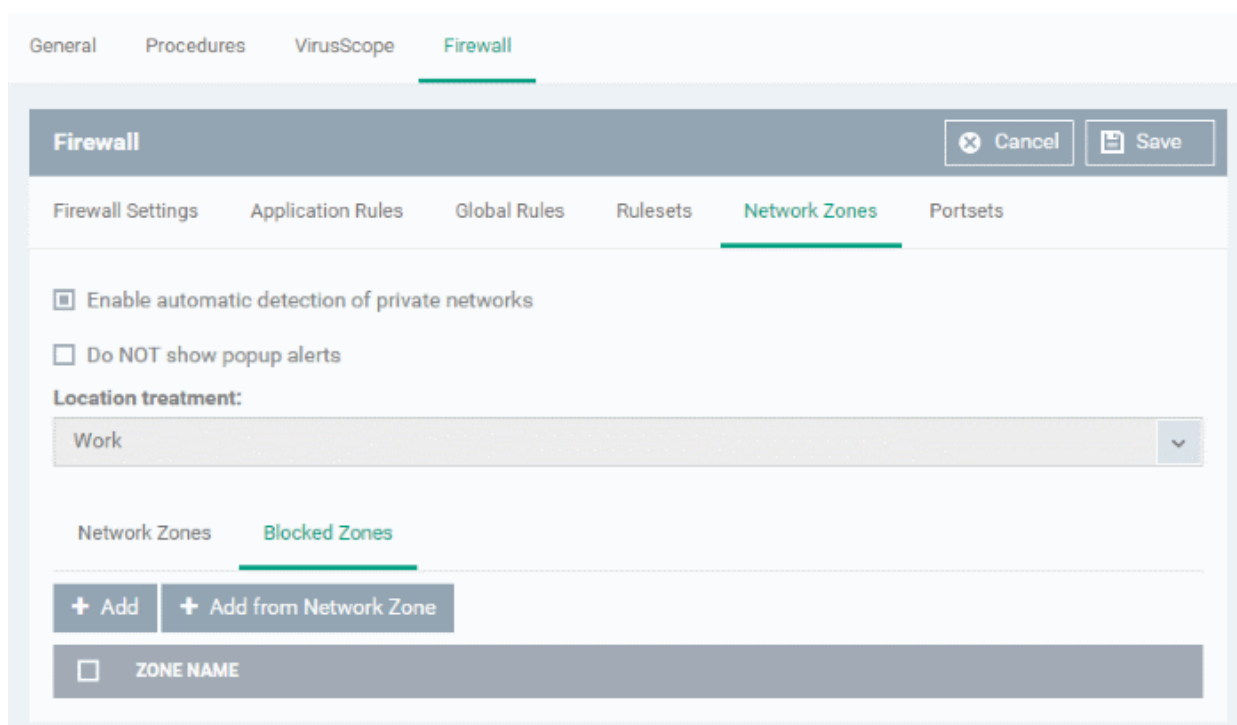 General Procedures VirusScope Firewall
Firewall Cancel Save
Firewall Settings Application Rules Global Rules Rulesets Network Zones Portsets
Enable automatic detection of private networks
Do NOT show popup alerts
Location treatment:
Work
Network Zones Blocked Zones
+ Add + Add from Network Zone
ZONE NAME